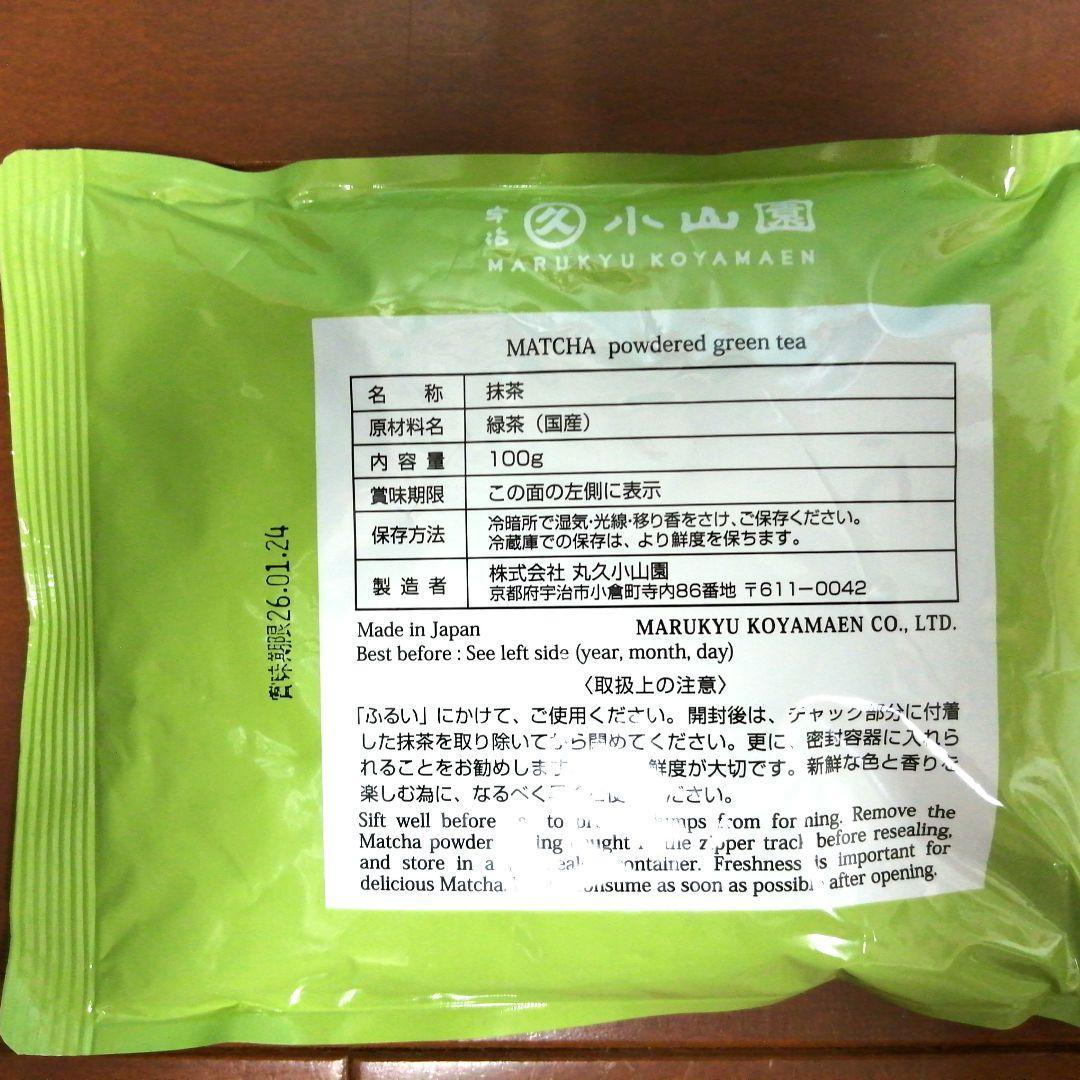 宇治 久 小山園
MARUKYU KOYAMAEN
MATCHA powdered green tea
名称 抹茶
原材料名 緑茶（国産）
内容量 100g
賞味期限 この面の左側に表示
保存方法 冷暗所で湿気・光線・移り香をさけ、ご保存ください。
冷蔵庫での保存は、より鮮度を保ちます。
製造者 株式会社 丸久小山園
京都府宇治市小倉町寺内86番地 〒611-0042
Made in Japan MARUKYU KOYAMAEN CO., LTD.
Best before : See left side (year, month, day)
賞味期限26.01.24
〈取扱上の注意〉
「ふるい」にかけて、ご使用ください。開封後は、チャック部分に付着
した抹茶を取り除いてから閉めてください。更に、密封容器に入れら
れることをお勧めします 鮮度が大切です。新鮮な色と香りを
楽しむ為に、なるべく ださい。
Sift well before to from forming. Remove the
Matcha powder the zipper track before resealing,
and store in a container. Freshness is important for
delicious Matcha. consume as soon as possible after opening.